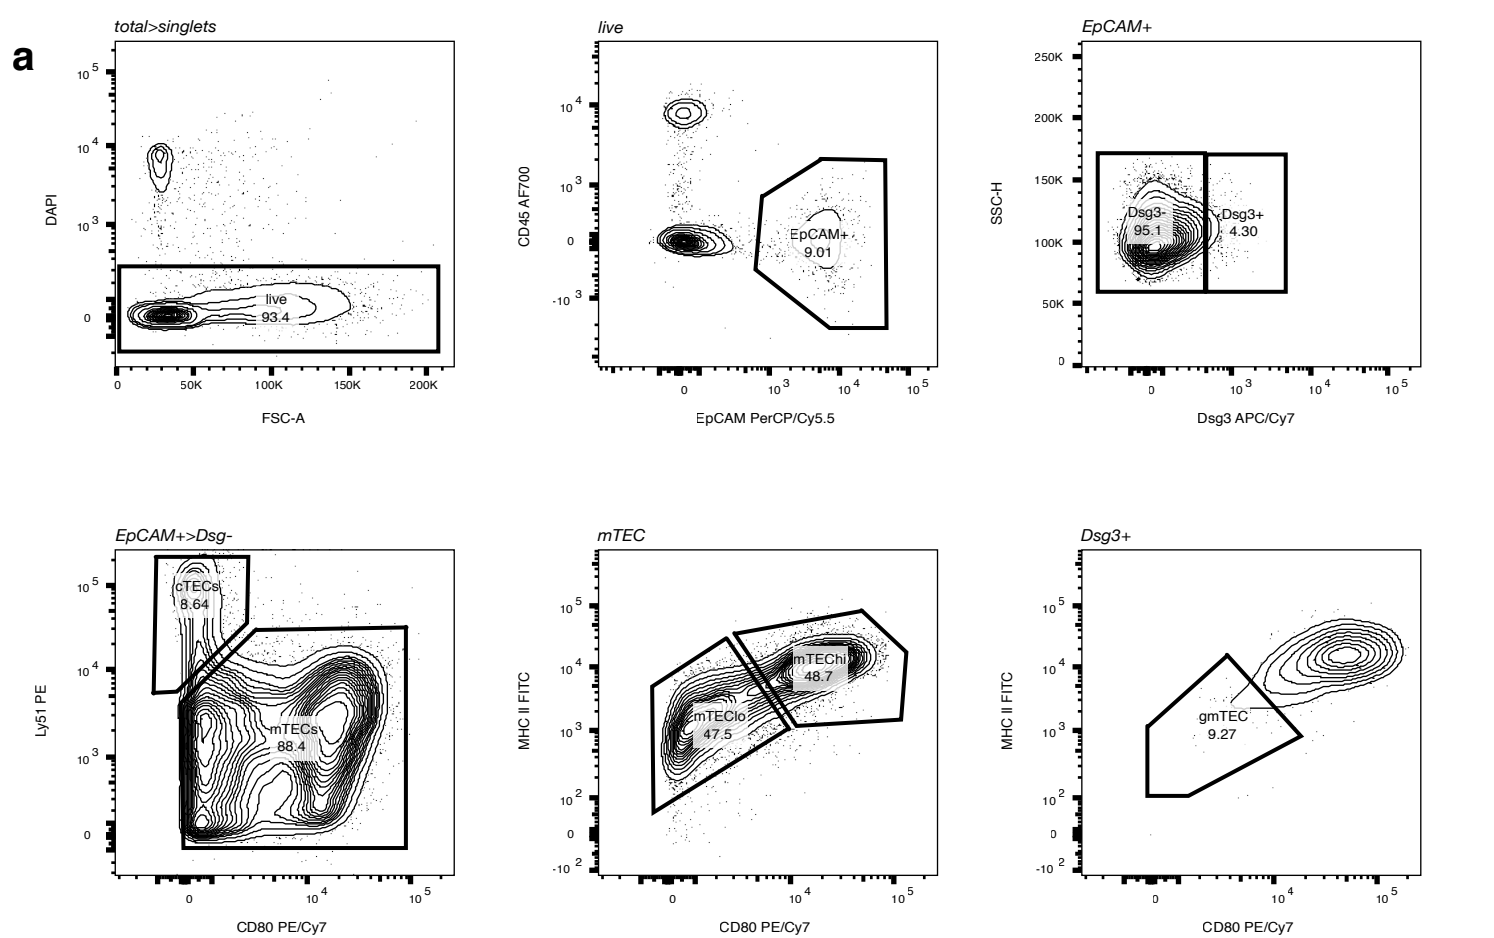 a
total>singlets
10 5
10 4
10 3
0
DAPI
live
93.4
0 50K 100K 150K 200K
FSC-A
live
10 4
10 3
0
-10 3
CD45 AF700
EpCAM+
9.01
0 10 3 10 4 10 5
EpCAM PerCP/Cy5.5
EpCAM+
250K
200K
150K
100K
50K
0
SSC-H
Dsg3-
95.1
Dsg3+
4.30
0 10 3 10 4 10 5
Dsg3 APC/Cy7
EpCAM+>Dsg-
10 5
10 4
10 3
0
Ly51 PE
cTECs
8.64
mTECs
88.4
0 10 4 10 5
CD80 PE/Cy7
mTEC
10 5
10 4
10 3
10 2
0
-10 2
MHC II FITC
mTEChi
48.7
mTEClo
47.5
0 10 4 10 5
CD80 PE/Cy7
Dsg3+
10 5
10 4
10 3
10 2
0
-10 2
MHC II FITC
gmTEC
9.27
0 10 4 10 5
CD80 PE/Cy7